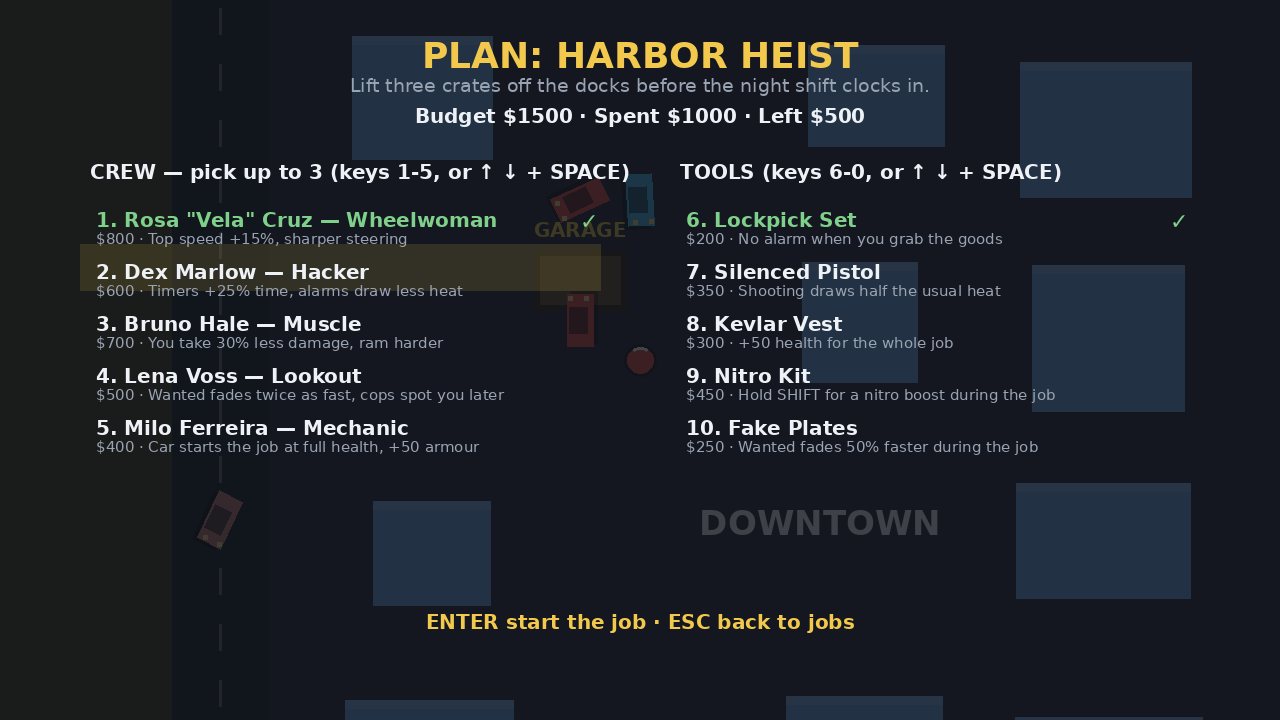 PLAN: HARBOR HEIST
Lift three crates off the docks before the night shift clocks in.
Budget $1500 · Spent $1000 · Left $500
CREW — pick up to 3 (keys 1-5, or ↑ ↓ + SPACE)
1. Rosa "Vela" Cruz — Wheelwoman ✓
$800 · Top speed +15%, sharper steering
2. Dex Marlow — Hacker
$600 · Timers +25% time, alarms draw less heat
3. Bruno Hale — Muscle
$700 · You take 30% less damage, ram harder
4. Lena Voss — Lookout
$500 · Wanted fades twice as fast, cops spot you later
5. Milo Ferreira — Mechanic
$400 · Car starts the job at full health, +50 armour
TOOLS (keys 6-0, or ↑ ↓ + SPACE)
6. Lockpick Set ✓
$200 · No alarm when you grab the goods
7. Silenced Pistol
$350 · Shooting draws half the usual heat
8. Kevlar Vest
$300 · +50 health for the whole job
9. Nitro Kit
$450 · Hold SHIFT for a nitro boost during the job
10. Fake Plates
$250 · Wanted fades 50% faster during the job
GARAGE
DOWNTOWN
ENTER start the job · ESC back to jobs